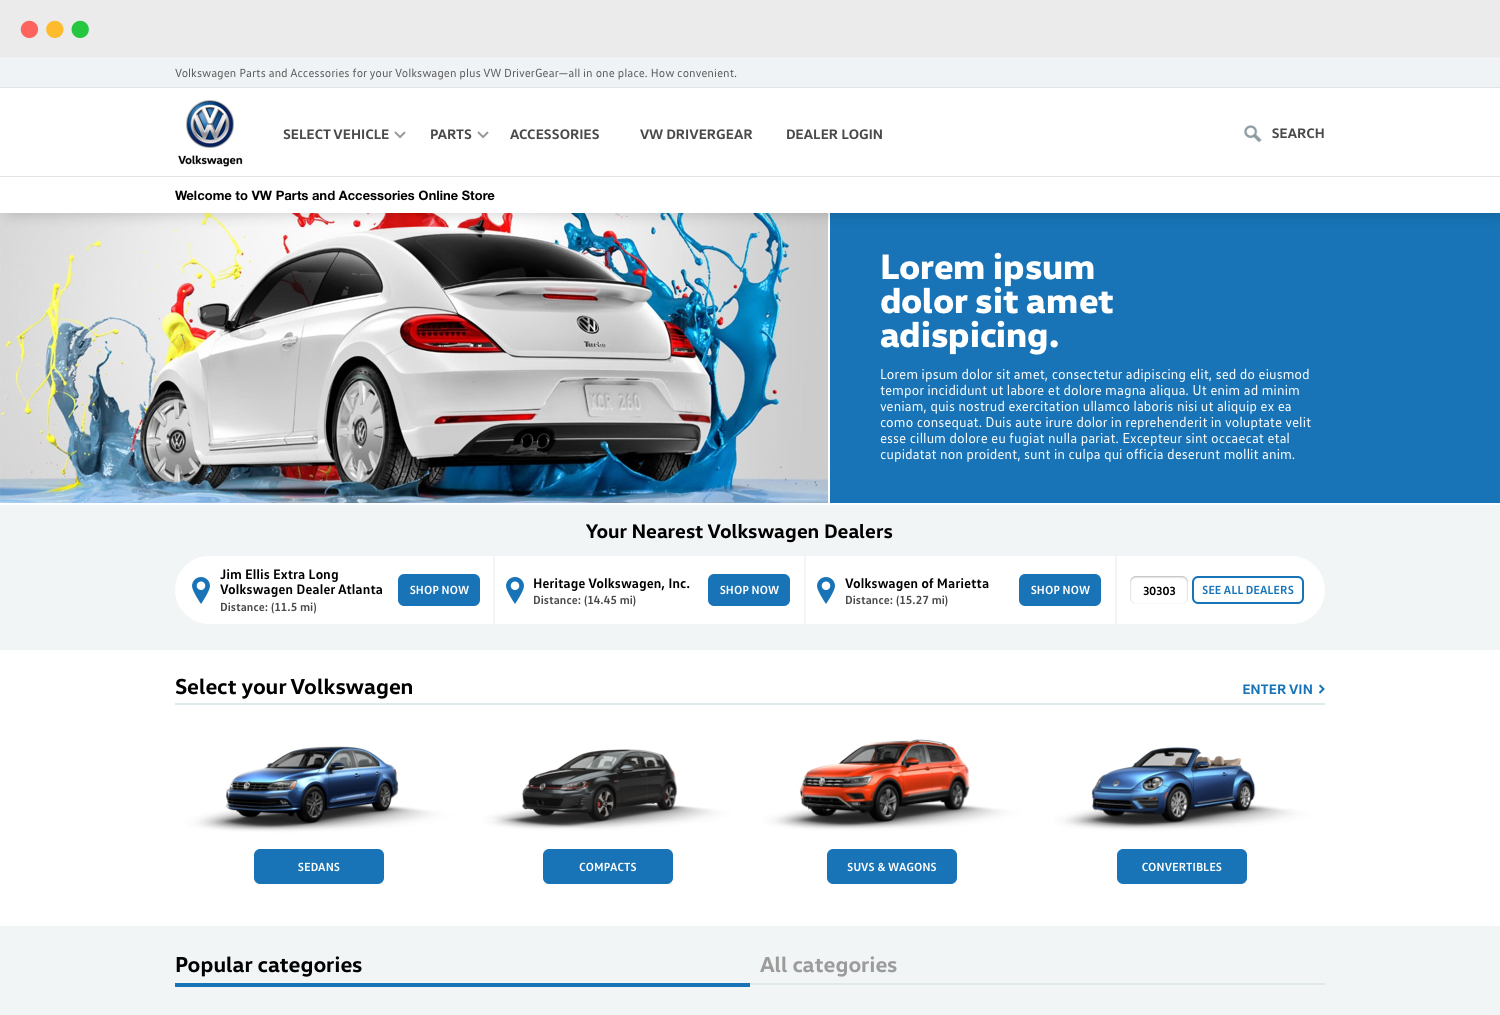 Volkswagen Parts and Accessories for your Volkswagen plus VW DriverGear—all in one place. How convenient.
Volkswagen
SELECT VEHICLE
PARTS
ACCESSORIES
VW DRIVERGEAR
DEALER LOGIN
SEARCH
Welcome to VW Parts and Accessories Online Store
Turbo
XCR 260
Lorem ipsum
dolor sit amet
adispicing.
Lorem ipsum dolor sit amet, consectetur adipiscing elit, sed do eiusmod
tempor incididunt ut labore et dolore magna aliqua. Ut enim ad minim
veniam, quis nostrud exercitation ullamco laboris nisi ut aliquip ex ea
como consequat. Duis aute irure dolor in reprehenderit in voluptate velit
esse cillum dolore eu fugiat nulla pariat. Excepteur sint occaecat etal
cupidatat non proident, sunt in culpa qui officia deserunt mollit anim.
Your Nearest Volkswagen Dealers
Jim Ellis Extra Long
Volkswagen Dealer Atlanta
Distance: (11.5 mi)
SHOP NOW
Heritage Volkswagen, Inc.
Distance: (14.45 mi)
SHOP NOW
Volkswagen of Marietta
Distance: (15.27 mi)
SHOP NOW
30303
SEE ALL DEALERS
Select your Volkswagen
ENTER VIN
SEDANS
COMPACTS
SUVS & WAGONS
CONVERTIBLES
Popular categories
All categories